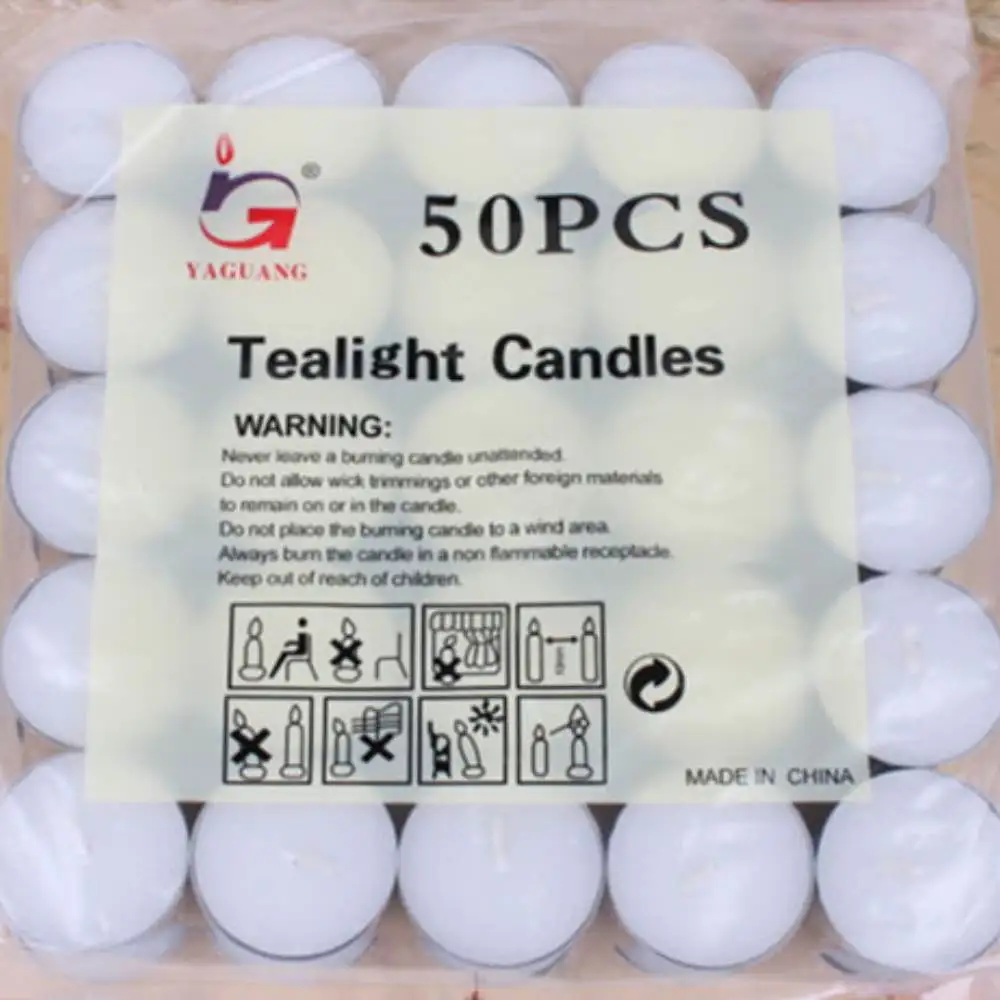 ®
YAGUANG
50PCS
Tealight Candles
WARNING:
Never leave a burning candle unattended.
Do not allow wick trimmings or other foreign materials
to remain on or in the candle.
Do not place the burning candle to a wind area.
Always burn the candle in a non flammable receptacle.
Keep out of reach of children.
MADE IN CHINA